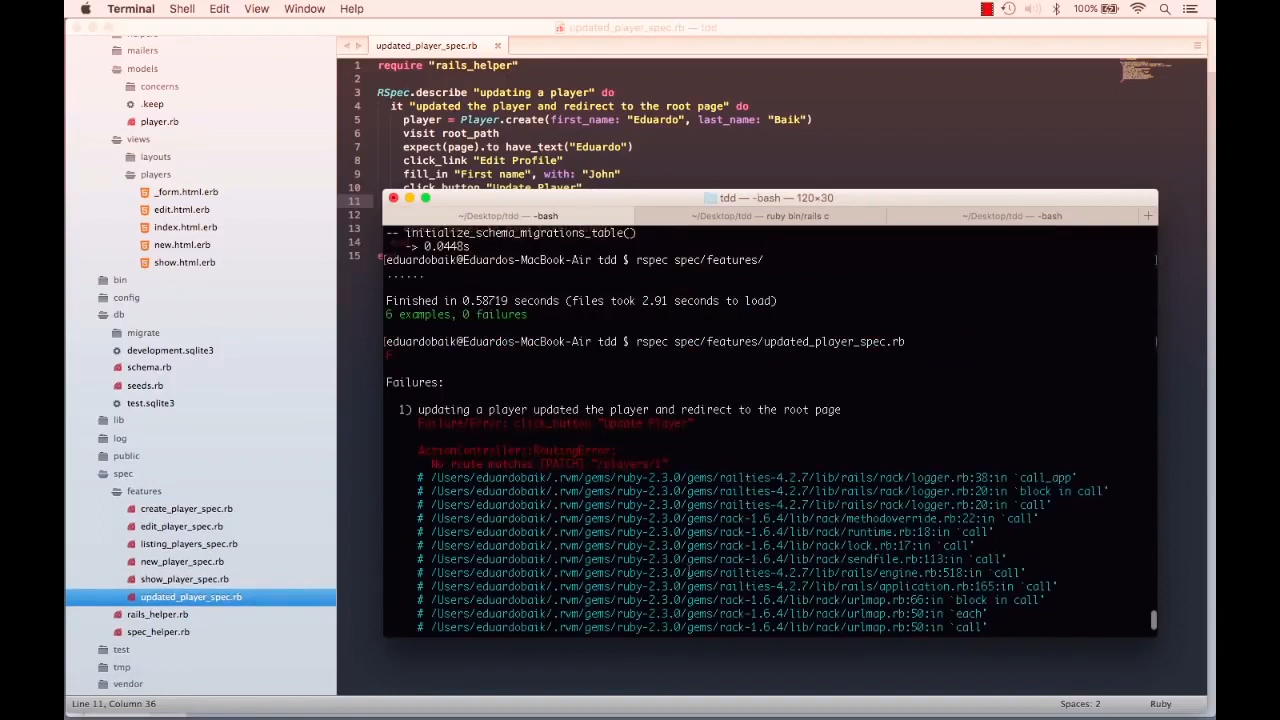 Terminal Shell Edit View Window Help 100%
updated_player_spec.rb — tdd
updated_player_spec.rb
mailers
models
concerns
.keep
player.rb
views
layouts
players
_form.html.erb
edit.html.erb
index.html.erb
new.html.erb
show.html.erb
bin
config
db
migrate
development.sqlite3
schema.rb
seeds.rb
test.sqlite3
lib
log
public
spec
features
create_player_spec.rb
edit_player_spec.rb
listing_players_spec.rb
new_player_spec.rb
show_player_spec.rb
updated_player_spec.rb
rails_helper.rb
spec_helper.rb
test
tmp
vendor
1 require "rails_helper"
2
3 RSpec.describe "updating a player" do
4 it "updated the player and redirect to the root page" do
5 player = Player.create(first_name: "Eduardo", last_name: "Baik")
6 visit root_path
7 expect(page).to have_text("Eduardo")
8 click_link "Edit Profile"
9 fill_in "First name", with: "John"
10 click_button "Update Player"
11
12
13
14
15
tdd — -bash — 120×30
~/Desktop/tdd — -bash ~/Desktop/tdd — ruby bin/rails c ~/Desktop/tdd — -bash
-- initialize_schema_migrations_table()
-> 0.0448s
[eduardobaik@Eduardos-MacBook-Air tdd $ rspec spec/features/ ]
......
Finished in 0.58719 seconds (files took 2.91 seconds to load)
6 examples, 0 failures
[eduardobaik@Eduardos-MacBook-Air tdd $ rspec spec/features/updated_player_spec.rb ]
F
Failures:
1) updating a player updated the player and redirect to the root page
Failure/Error: click_button "Update Player"
ActionController::RoutingError:
No route matches [PATCH] "/players/1"
# /Users/eduardobaik/.rvm/gems/ruby-2.3.0/gems/railties-4.2.7/lib/rails/rack/logger.rb:38:in `call_app'
# /Users/eduardobaik/.rvm/gems/ruby-2.3.0/gems/railties-4.2.7/lib/rails/rack/logger.rb:20:in `block in call'
# /Users/eduardobaik/.rvm/gems/ruby-2.3.0/gems/railties-4.2.7/lib/rails/rack/logger.rb:20:in `call'
# /Users/eduardobaik/.rvm/gems/ruby-2.3.0/gems/rack-1.6.4/lib/rack/methodoverride.rb:22:in `call'
# /Users/eduardobaik/.rvm/gems/ruby-2.3.0/gems/rack-1.6.4/lib/rack/runtime.rb:18:in `call'
# /Users/eduardobaik/.rvm/gems/ruby-2.3.0/gems/rack-1.6.4/lib/rack/lock.rb:17:in `call'
# /Users/eduardobaik/.rvm/gems/ruby-2.3.0/gems/rack-1.6.4/lib/rack/sendfile.rb:113:in `call'
# /Users/eduardobaik/.rvm/gems/ruby-2.3.0/gems/railties-4.2.7/lib/rails/engine.rb:518:in `call'
# /Users/eduardobaik/.rvm/gems/ruby-2.3.0/gems/railties-4.2.7/lib/rails/application.rb:165:in `call'
# /Users/eduardobaik/.rvm/gems/ruby-2.3.0/gems/rack-1.6.4/lib/rack/urlmap.rb:66:in `block in call'
# /Users/eduardobaik/.rvm/gems/ruby-2.3.0/gems/rack-1.6.4/lib/rack/urlmap.rb:50:in `each'
# /Users/eduardobaik/.rvm/gems/ruby-2.3.0/gems/rack-1.6.4/lib/rack/urlmap.rb:50:in `call'
Line 11, Column 36 Spaces: 2 Ruby